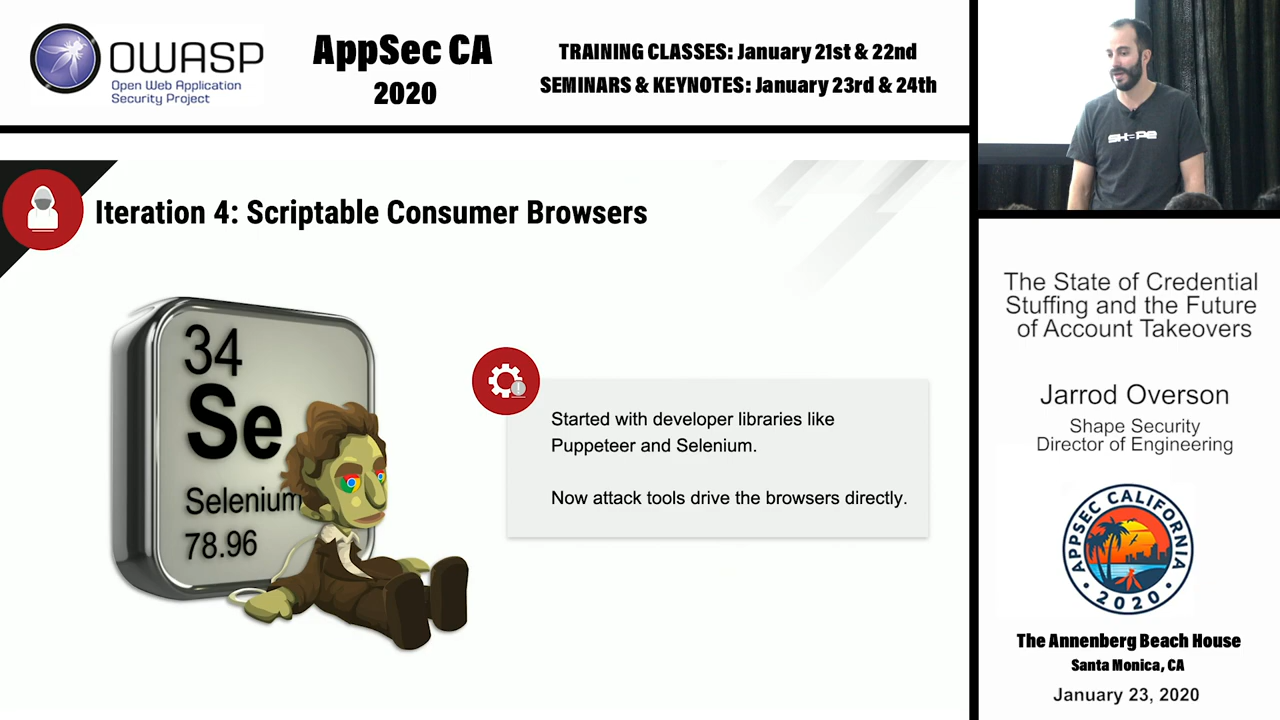 OWASP
Open Web Application
Security Project
AppSec CA
2020
TRAINING CLASSES: January 21st & 22nd
SEMINARS & KEYNOTES: January 23rd & 24th
SHAPE
Iteration 4: Scriptable Consumer Browsers
34
Se
Selenium
78.96
Started with developer libraries like
Puppeteer and Selenium.
Now attack tools drive the browsers directly.
The State of Credential
Stuffing and the Future
of Account Takeovers
Jarrod Overson
Shape Security
Director of Engineering
APPSEC CALIFORNIA
• 2020 •
The Annenberg Beach House
Santa Monica, CA
January 23, 2020